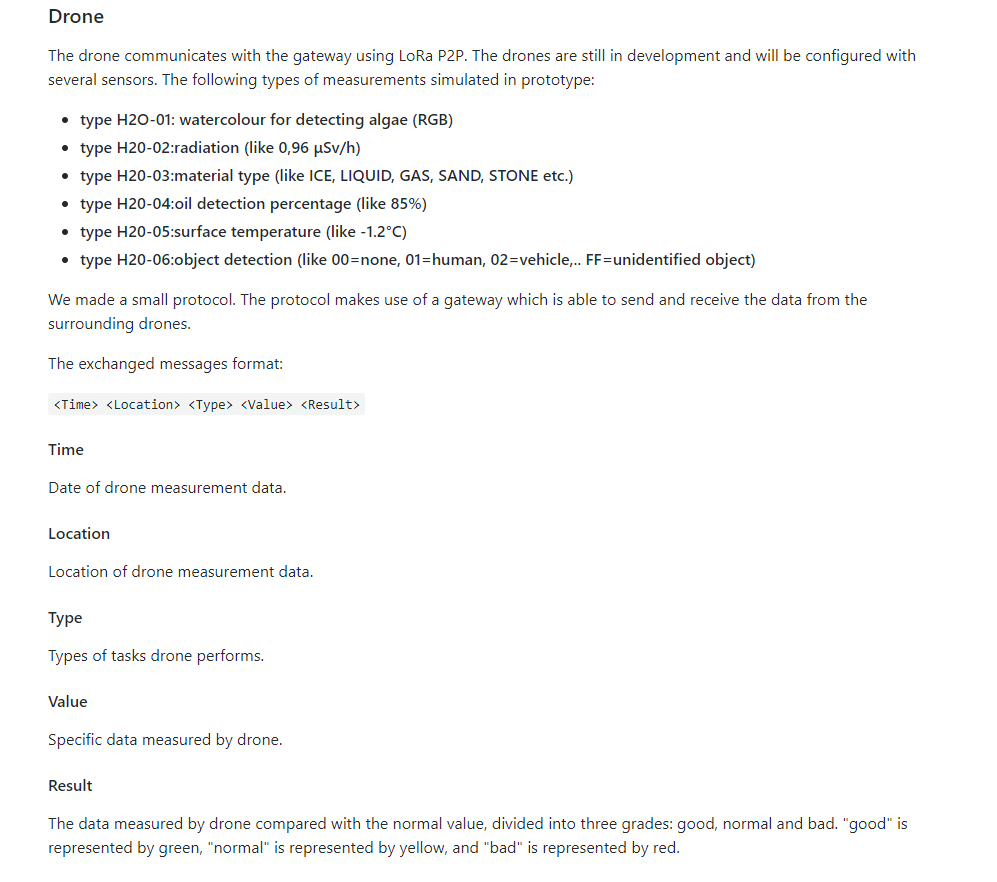 Drone
The drone communicates with the gateway using LoRa P2P. The drones are still in development and will be configured with
several sensors. The following types of measurements simulated in prototype:
• type H2O-01: watercolour for detecting algae (RGB)
• type H20-02:radiation (like 0,96 μSv/h)
• type H20-03:material type (like ICE, LIQUID, GAS, SAND, STONE etc.)
• type H20-04:oil detection percentage (like 85%)
• type H20-05:surface temperature (like -1.2°C)
• type H20-06:object detection (like 00=none, 01=human, 02=vehicle,.. FF=unidentified object)
We made a small protocol. The protocol makes use of a gateway which is able to send and receive the data from the
surrounding drones.
The exchanged messages format:
<Time> <Location> <Type> <Value> <Result>
Time
Date of drone measurement data.
Location
Location of drone measurement data.
Type
Types of tasks drone performs.
Value
Specific data measured by drone.
Result
The data measured by drone compared with the normal value, divided into three grades: good, normal and bad. "good" is
represented by green, "normal" is represented by yellow, and "bad" is represented by red.